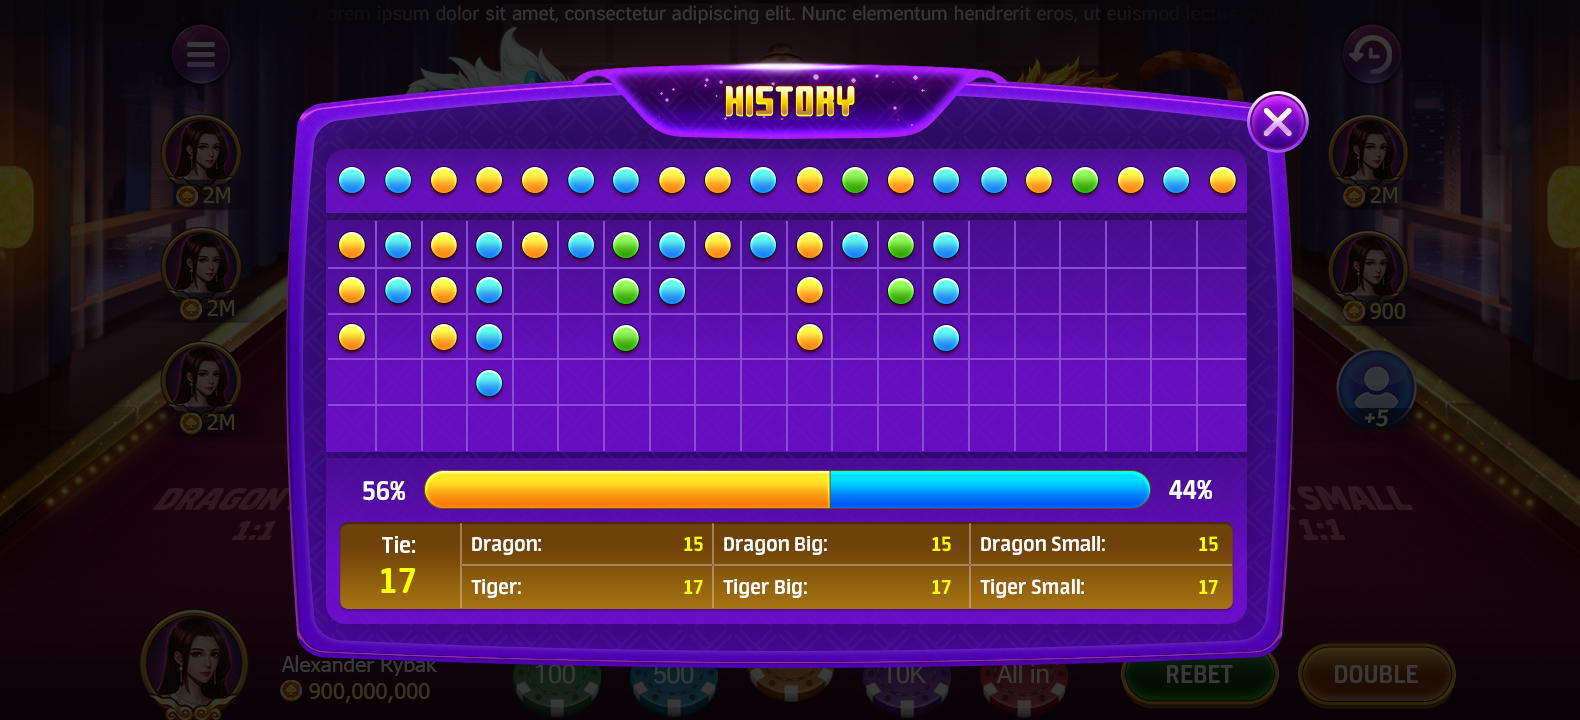 Lorem ipsum dolor sit amet, consectetur adipiscing elit. Nunc elementum hendrerit eros, ut euismod
HISTORY
2M
2M
2M
900
2M
+5
56%
44%
DRAGON
1:1
SMALL
1:1
Tie:
17
Dragon: 15
Dragon Big: 15
Dragon Small: 15
Tiger: 17
Tiger Big: 17
Tiger Small: 17
Alexander Rybak
900,000,000
100
500
10K
All in
REBET
DOUBLE